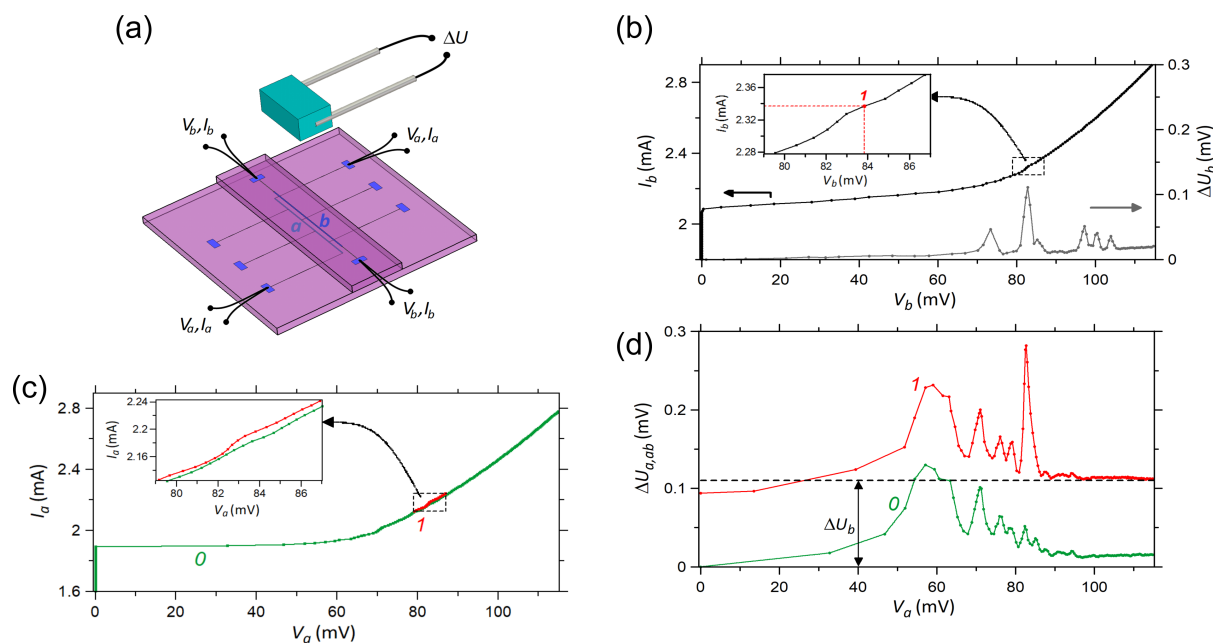 (a)
ΔU
V_b,I_b
V_a,I_a
a
b
V_a,I_a
V_b,I_b
(b)
2.8
2.4
2
I_b (mA)
0.3
0.2
0.1
0
ΔU_b (mV)
0
20
40
60
80
100
V_b (mV)
2.36
2.32
2.28
I_b (mA)
80
82
84
86
V_b (mV)
1
(c)
2.8
2.4
2
1.6
I_a (mA)
0
20
40
60
80
100
V_a (mV)
2.24
2.2
2.16
I_a (mA)
80
82
84
86
V_a (mV)
0
1
(d)
0.3
0.2
0.1
0
ΔU_a,ab (mV)
1
0
ΔU_b
0
20
40
60
80
100
V_a (mV)